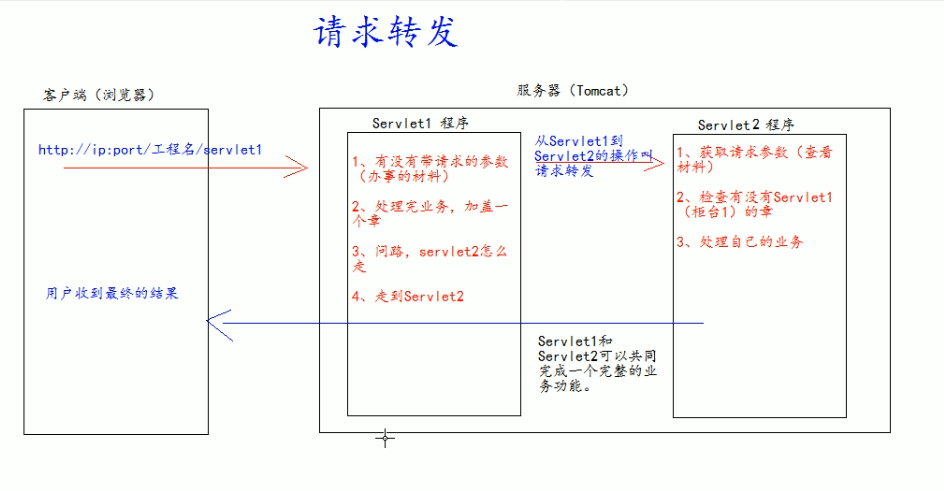 请求转发
客户端（浏览器）
服务器（Tomcat）
http://ip:port/工程名/servlet1
用户收到最终的结果
Servlet1 程序
1、有没有带请求的参数
（办事的材料）
2、处理完业务，加盖一
个章
3、问路，servlet2怎么
走
4、走到Servlet2
从Servlet1到
Servlet2的操作叫
请求转发
Servlet2 程序
1、获取请求参数（查看
材料）
2、检查有没有Servlet1
（柜台1）的章
3、处理自己的业务
Servlet1和
Servlet2可以共同
完成一个完整的业
务功能。